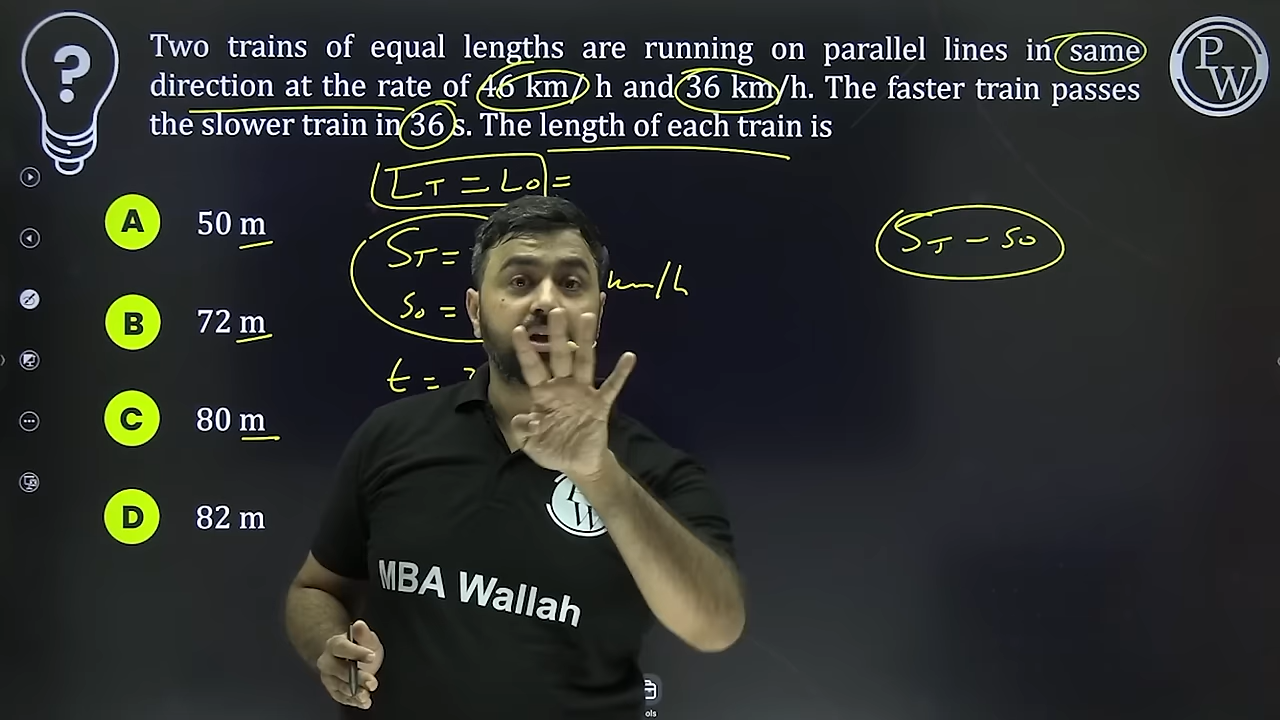 Two trains of equal lengths are running on parallel lines in same
direction at the rate of 46 km/h and 36 km/h. The faster train passes
the slower train in 36 s. The length of each train is
LT = LO =
ST =
SO =
km/h
t =
ST - SO
A 50 m
B 72 m
C 80 m
D 82 m
PW
W
MBA Wallah
ols